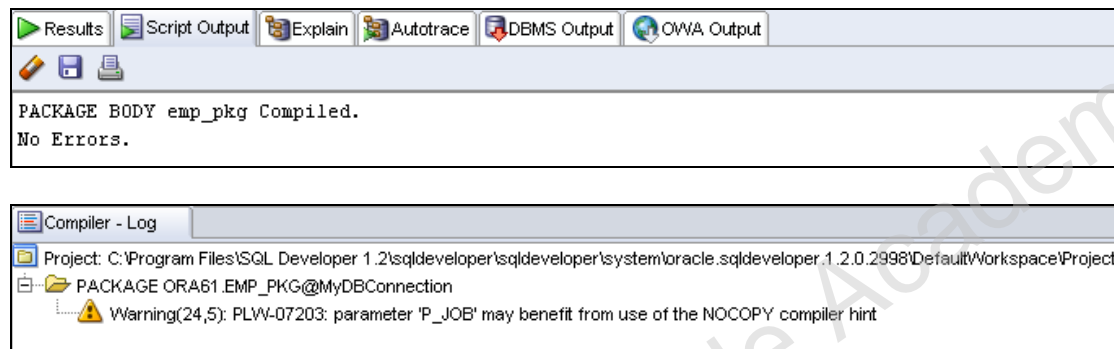 Results Script Output Explain Autotrace DBMS Output OWA Output
PACKAGE BODY emp_pkg Compiled.
No Errors.
Compiler - Log
Project: C:\Program Files\SQL Developer 1.2\sqldeveloper\sqldeveloper\system\oracle.sqldeveloper.1.2.0.2998\DefaultWorkspace\Project
PACKAGE ORA61.EMP_PKG@MyDBConnection
Warning(24,5): PLW-07203: parameter 'P_JOB' may benefit from use of the NOCOPY compiler hint